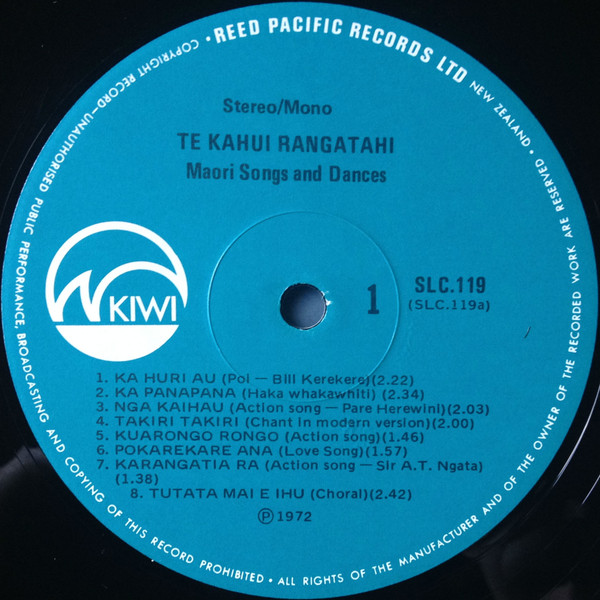 COPYRIGHT RECORD–UNAUTHORISED PUBLIC PERFORMANCE, BROADCASTING AND COPYING OF THIS RECORD PROHIBITED • ALL RIGHTS OF THE MANUFACTURER AND OF THE OWNER OF THE RECORDED WORK ARE RESERVED.
• REED PACIFIC RECORDS LTD NEW ZEALAND •
Stereo/Mono
TE KAHUI RANGATAHI
Maori Songs and Dances
KIWI
1
SLC.119
(SLC.119a)
1. KA HURI AU (Poi – Bill Kerekere)(2.22)
2. KA PANAPANA (Haka whakawhiti) (2.34)
3. NGA KAIHAU (Action song – Pare Herewini)(2.03)
4. TAKIRI TAKIRI (Chant in modern version)(2.00)
5. KUARONGO RONGO (Action song)(1.46)
6. POKAREKARE ANA (Love Song)(1.57)
7. KARANGATIA RA (Action song – Sir A.T. Ngata)
(1.38)
8. TUTATA MAI E IHU (Choral)(2.42)
Ⓟ 1972